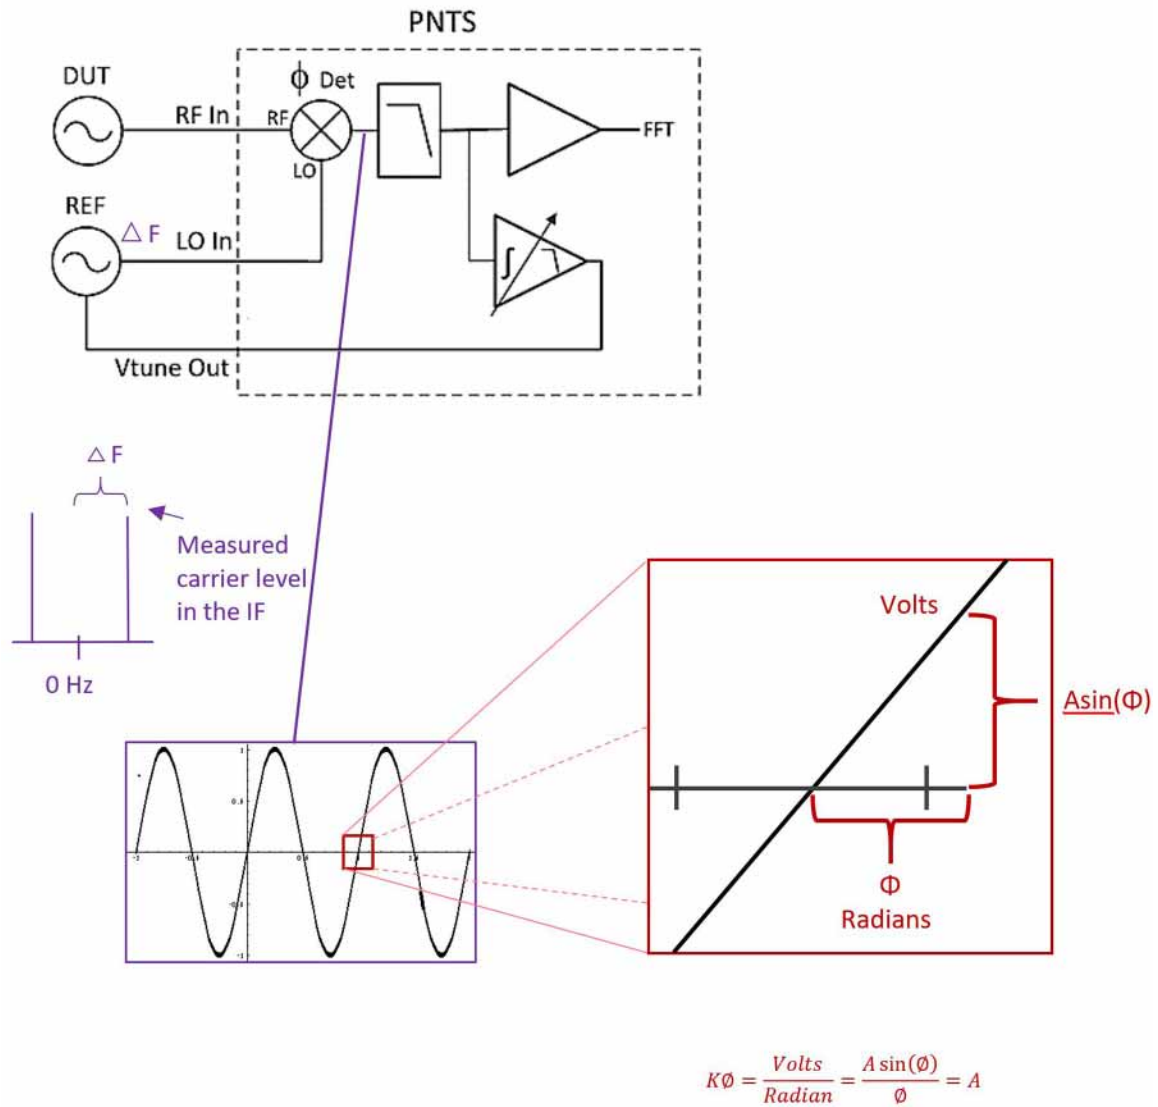 PNTS
DUT
ϕ Det
RF In
RF
FFT
LO
REF
△ F
LO In
∫
Vtune Out
△ F
Measured
carrier level
in the IF
0 Hz
Volts
Asin(Φ)
Φ
Radians
KØ = Volts/Radian = A sin(Ø)/Ø = A